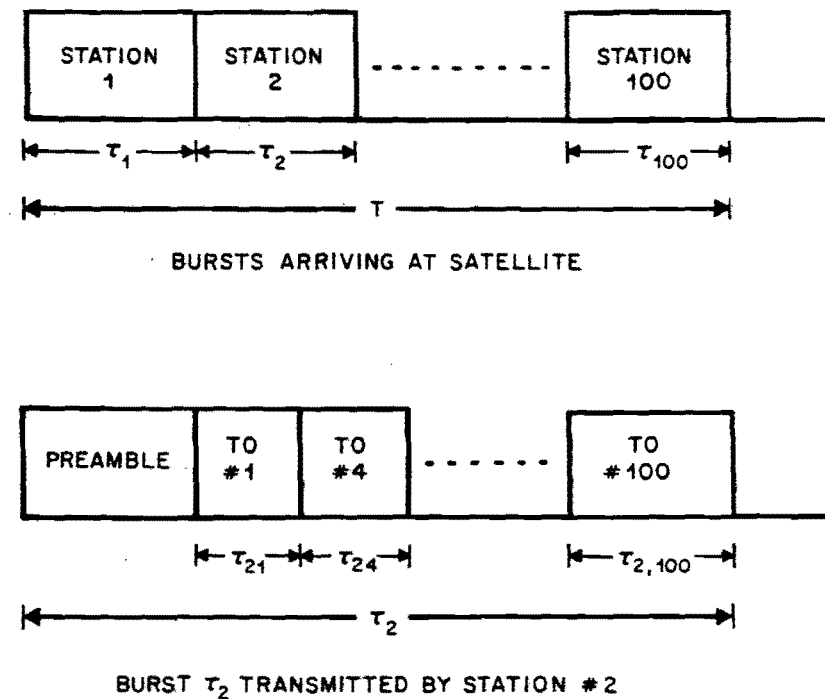 STATION 1
STATION 2
STATION 100
τ1
τ2
τ100
T
BURSTS ARRIVING AT SATELLITE
PREAMBLE
TO #1
TO #4
TO #100
τ21
τ24
τ2,100
τ2
BURST τ2 TRANSMITTED BY STATION #2